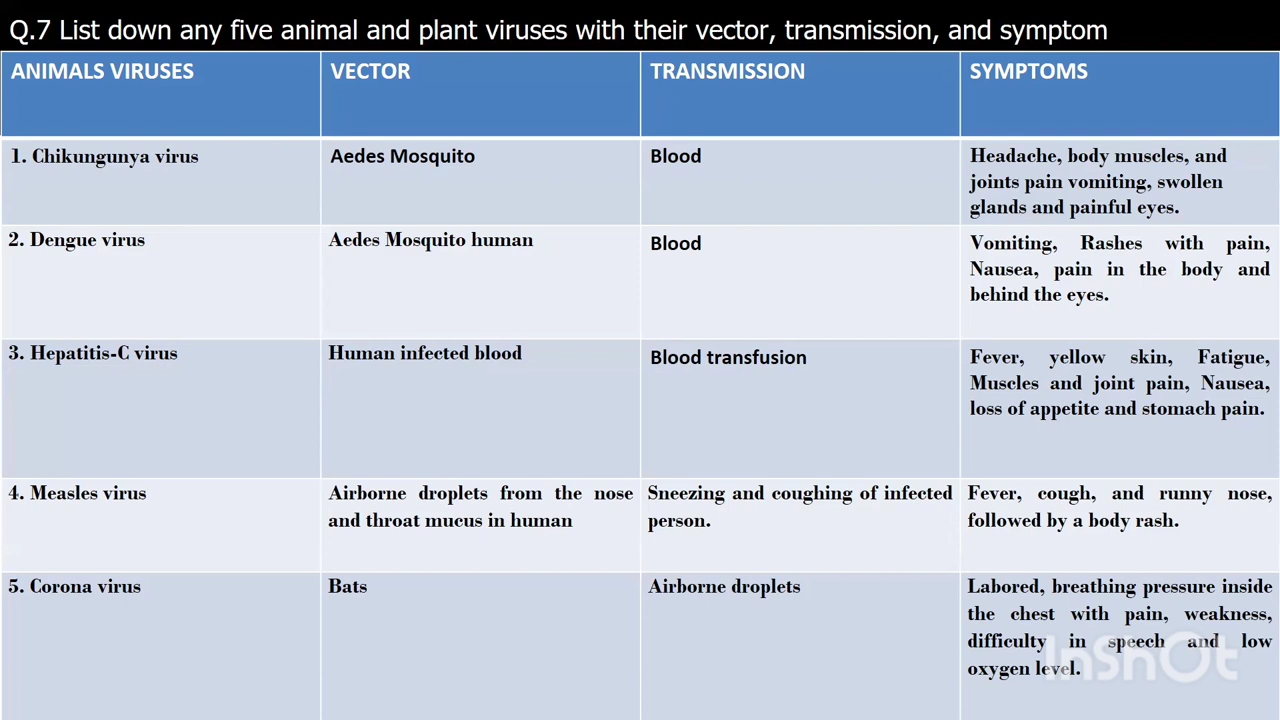 Q.7 List down any five animal and plant viruses with their vector, transmission, and symptom
ANIMALS VIRUSES VECTOR TRANSMISSION SYMPTOMS
1. Chikungunya virus Aedes Mosquito Blood Headache, body muscles, and
joints pain vomiting, swollen
glands and painful eyes.
2. Dengue virus Aedes Mosquito human Blood Vomiting, Rashes with pain,
Nausea, pain in the body and
behind the eyes.
3. Hepatitis-C virus Human infected blood Blood transfusion Fever, yellow skin, Fatigue,
Muscles and joint pain, Nausea,
loss of appetite and stomach pain.
4. Measles virus Airborne droplets from the nose Sneezing and coughing of infected Fever, cough, and runny nose,
and throat mucus in human person. followed by a body rash.
5. Corona virus Bats Airborne droplets Labored, breathing pressure inside
the chest with pain, weakness,
difficulty in speech and low
oxygen level.
InShOt